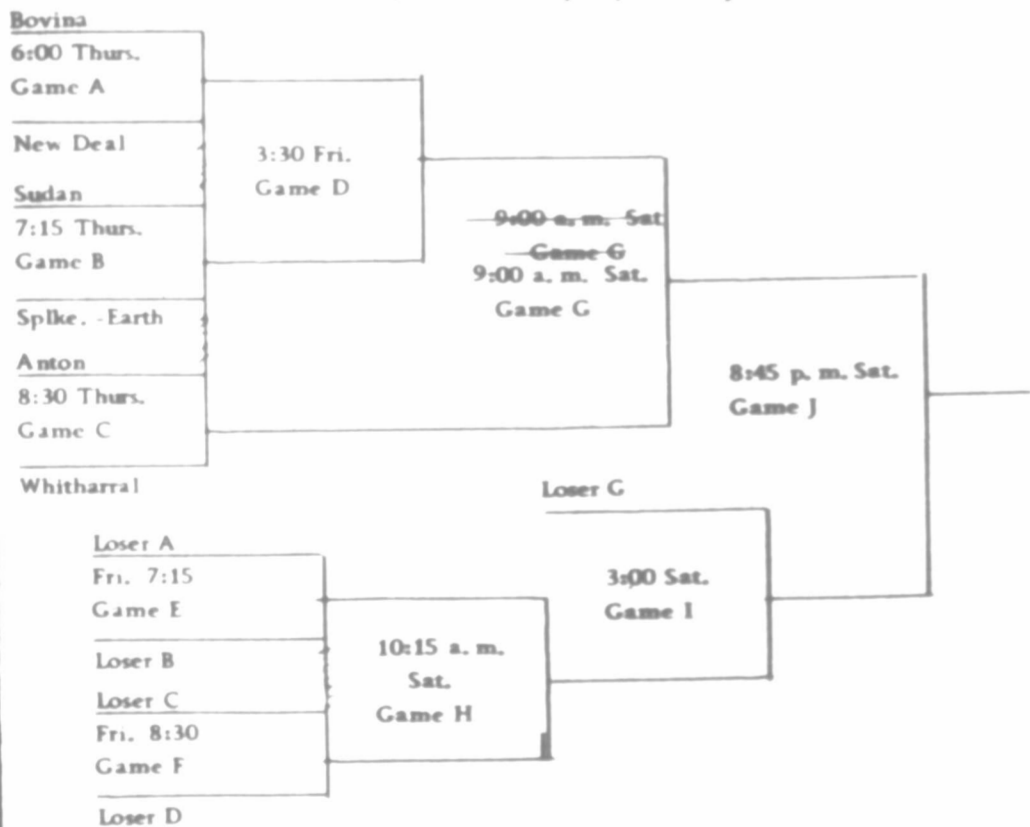 Bovina
6:00 Thurs.
Game A
New Deal
Sudan
7:15 Thurs.
Game B
Spike. -Earth
Anton
8:30 Thurs.
Game C
Whitharral
3:30 Fri.
Game D
9:00 a. m. Sat
Game G
9:00 a. m. Sat.
Game G
8:45 p. m. Sat.
Game J
Loser G
3:00 Sat.
Game I
Loser A
Fri. 7:15
Game E
Loser B
Loser C
Fri. 8:30
Game F
Loser D
10:15 a. m.
Sat.
Game H